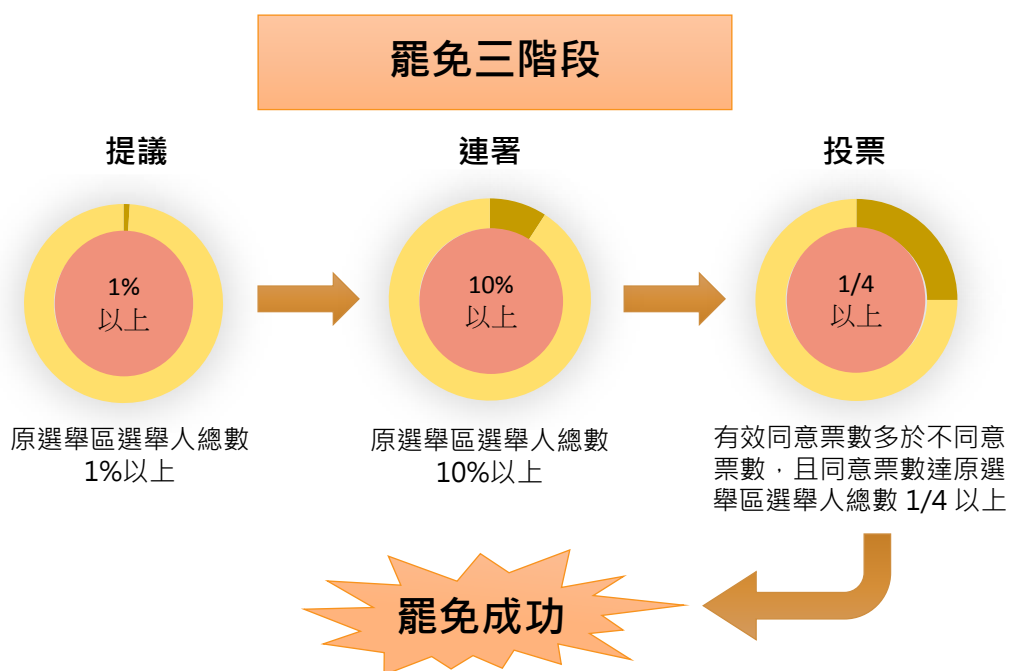 罷免三階段
提議
連署
投票
1%
以上
10%
以上
1/4
以上
原選舉區選舉人總數
1%以上
原選舉區選舉人總數
10%以上
有效同意票數多於不同意
票數，且同意票數達原選
舉區選舉人總數 1/4 以上
罷免成功